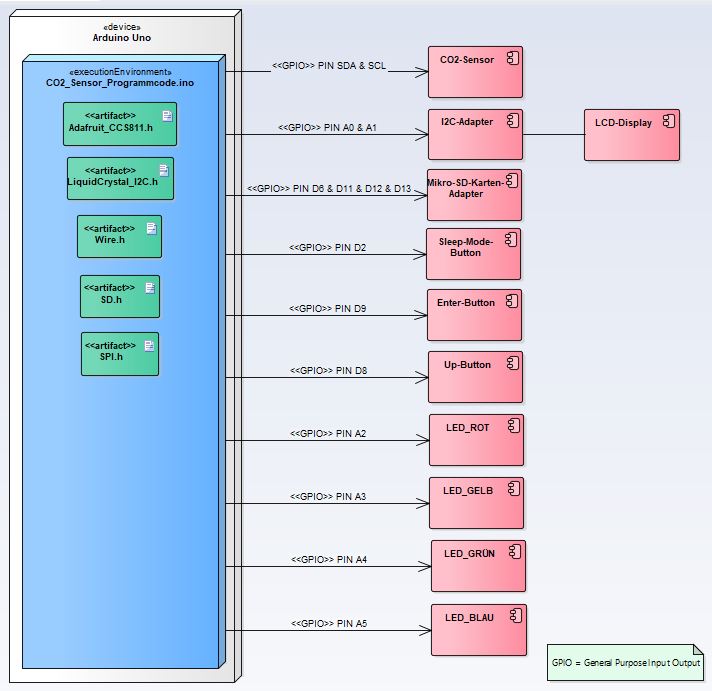 «device»
Arduino Uno
«executionEnvironment»
CO2_Sensor_Programmcode.ino
<<artifact>>
Adafruit_CCS811.h
<<artifact>>
LiquidCrystal_I2C.h
<<artifact>>
Wire.h
<<artifact>>
SD.h
<<artifact>>
SPI.h
<<GPIO>> PIN SDA & SCL
CO2-Sensor
<<GPIO>> PIN A0 & A1
I2C-Adapter
LCD-Display
<<GPIO>> PIN D6 & D11 & D12 & D13
Mikro-SD-Karten-
Adapter
<<GPIO>> PIN D2
Sleep-Mode-
Button
<<GPIO>> PIN D9
Enter-Button
<<GPIO>> PIN D8
Up-Button
<<GPIO>> PIN A2
LED_ROT
<<GPIO>> PIN A3
LED_GELB
<<GPIO>> PIN A4
LED_GRÜN
<<GPIO>> PIN A5
LED_BLAU
GPIO = General Purpose Input Output